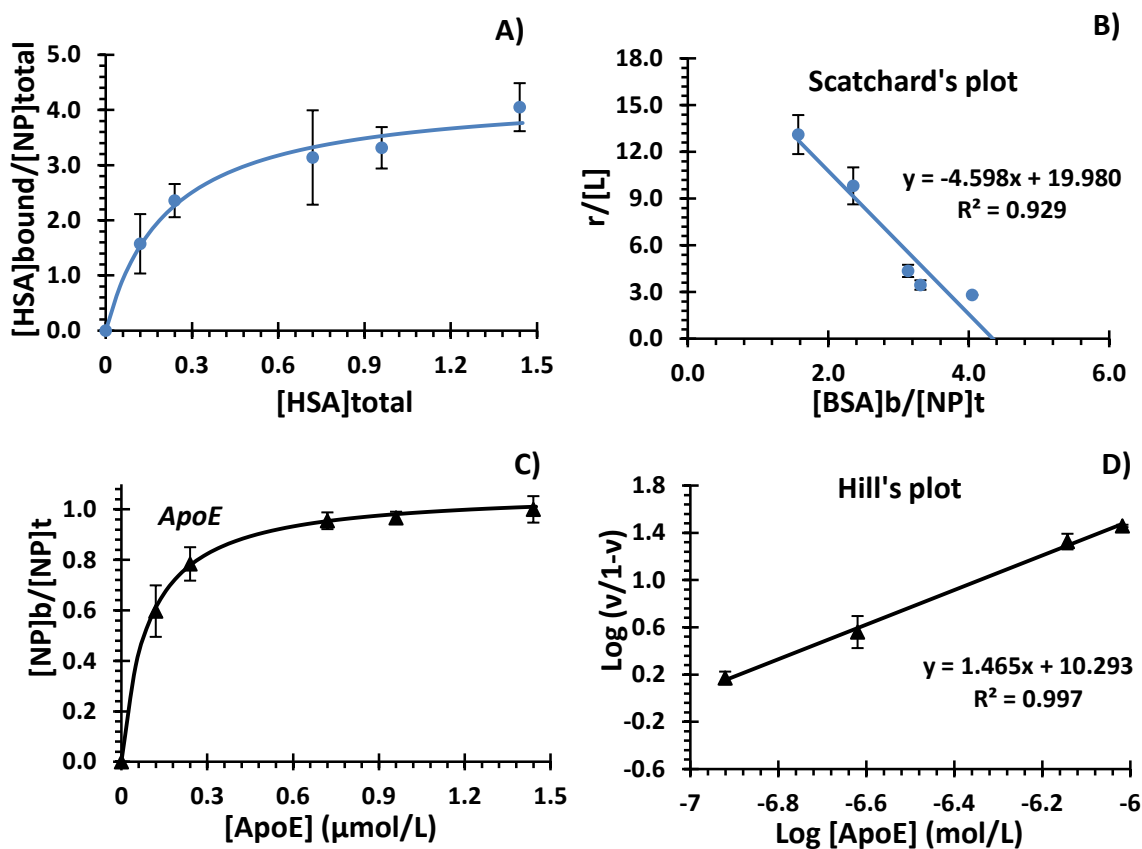 A)
[HSA]bound/[NP]total
5.0
4.0
3.0
2.0
1.0
0.0
0
0.3
0.6
0.9
1.2
1.5
[HSA]total
B)
Scatchard's plot
r/[L]
18.0
15.0
12.0
9.0
6.0
3.0
0.0
y = -4.598x + 19.980
R² = 0.929
0.0
2.0
4.0
6.0
[BSA]b/[NP]t
C)
ApoE
[NP]b/[NP]t
1.0
0.8
0.6
0.4
0.2
0.0
0
0.3
0.6
0.9
1.2
1.5
[ApoE] (μmol/L)
D)
Hill's plot
Log (ν/1-ν)
1.8
1.4
1.0
0.6
0.2
-0.2
-0.6
y = 1.465x + 10.293
R² = 0.997
-7
-6.8
-6.6
-6.4
-6.2
-6
Log [ApoE] (mol/L)